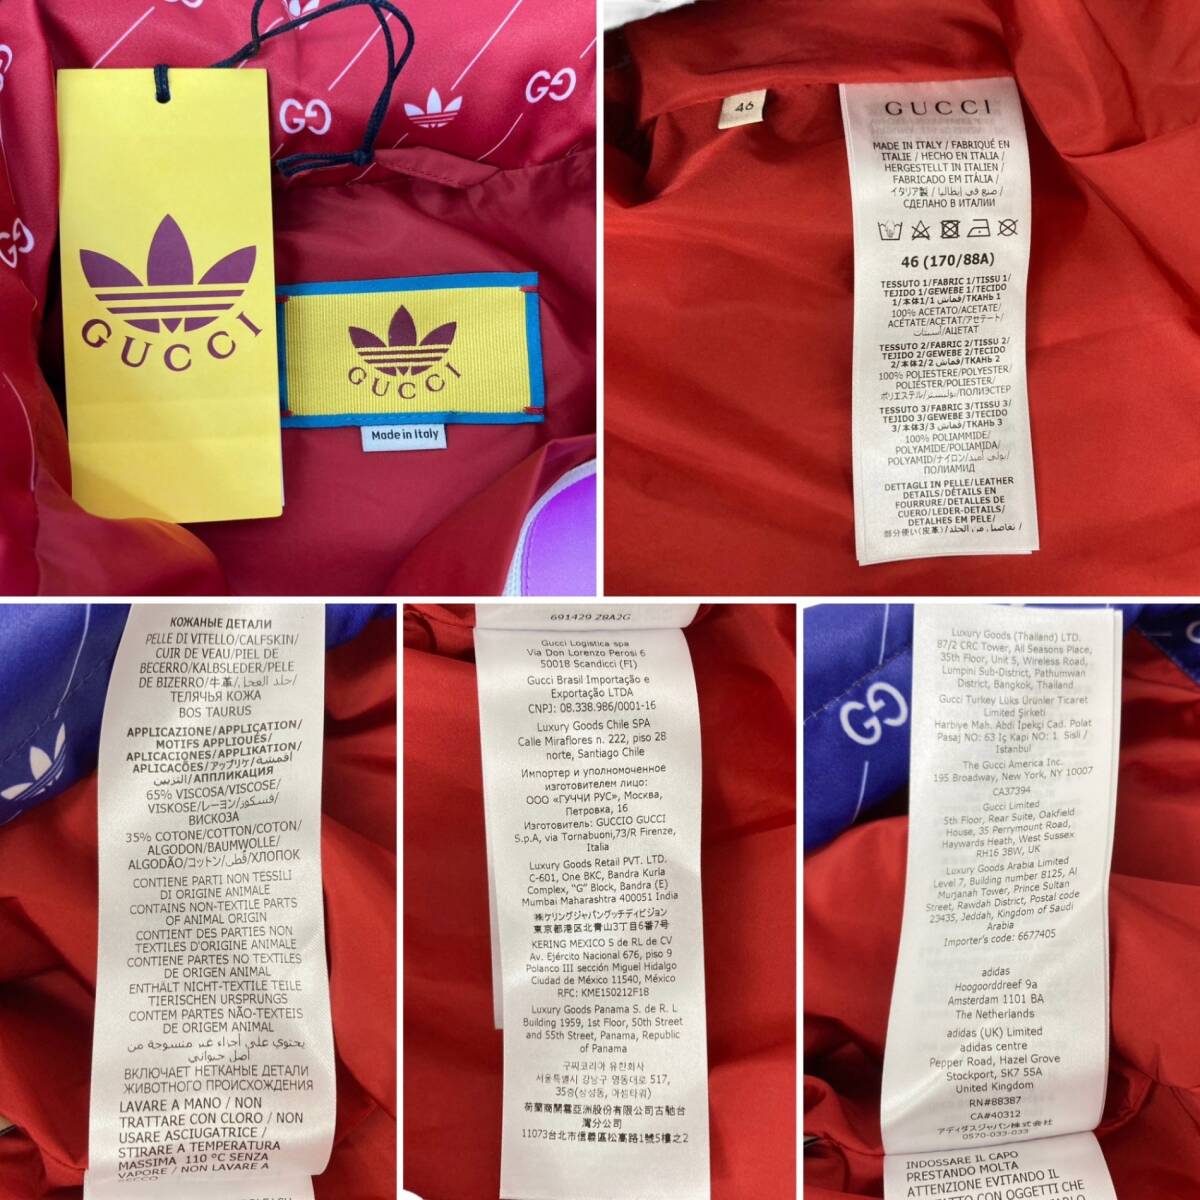 GUCCI
GUCCI
Made in Italy
46
GUCCI
MADE IN ITALY / FABRIQUÉ EN
ITALIE / HECHO EN ITALIA /
HERGESTELLT IN ITALIEN /
FABRICADO EM ITÁLIA /
イタリア製 / صنع في إيطاليا /
СДЕЛАНО В ИТАЛИИ
46 (170/88A)
TESSUTO 1/FABRIC 1/TISSU 1/
TEJIDO 1/GEWEBE 1/TECIDO
1/本体1/1 قماش/ТКАНЬ 1
100% ACETATO/ACETATE/
ACÉTATE/ACETAT/アセテート/
أسيتات/АЦЕТАТ
TESSUTO 2/FABRIC 2/TISSU 2/
TEJIDO 2/GEWEBE 2/TECIDO
2/本体2/2 قماش/ТКАНЬ 2
100% POLIESTERE/POLYESTER/
POLIÉSTER/POLIESTER/
ポリエステル/بوليستر/ПОЛИЭСТЕР
TESSUTO 3/FABRIC 3/TISSU 3/
TEJIDO 3/GEWEBE 3/TECIDO
3/本体3/3 قماش/ТКАНЬ 3
100% POLIAMMIDE/
POLYAMIDE/POLIAMIDA/
POLYAMID/ナイロン/بولي أميد/
ПОЛИАМИД
DETTAGLI IN PELLE/LEATHER
DETAILS/DÉTAILS EN
FOURRURE/DETALLES DE
CUERO/LEDER-DETAILS/
DETALHES EM PELE/
部分使い(皮革)/تفاصيل من الجلد/
КОЖАНЫЕ ДЕТАЛИ
PELLE DI VITELLO/CALFSKIN/
CUIR DE VEAU/PIEL DE
BECERRO/KALBSLEDER/PELE
DE BIZERRO/牛革/جلد العجل/
ТЕЛЯЧЬЯ КОЖА
BOS TAURUS
APPLICAZIONE/APPLICATION/
MOTIFS APPLIQUÉS/
APLICACIONES/APPLIKATION/
APLICACÕES/アップリケ/أقمشة
التزيين/АППЛИКАЦИЯ
65% VISCOSA/VISCOSE/
VISKOSE/レーヨン/فسكوز/
ВИСКОЗА
35% COTONE/COTTON/COTON/
ALGODON/BAUMWOLLE/
ALGODÃO/コットン/قطن/ХЛОПОК
CONTIENE PARTI NON TESSILI
DI ORIGINE ANIMALE
CONTAINS NON-TEXTILE PARTS
OF ANIMAL ORIGIN
CONTIENT DES PARTIES NON
TEXTILES D'ORIGINE ANIMALE
CONTIENE PARTES NO TEXTILES
DE ORIGEN ANIMAL
ENTHÄLT NICHT-TEXTILE TEILE
TIERISCHEN URSPRUNGS
CONTEM PARTES NÃO-TEXTEIS
DE ORIGEM ANIMAL
يحتوي على أجزاء غير منسوجة من
أصل حيواني
ВКЛЮЧАЕТ НЕТКАНЫЕ ДЕТАЛИ
ЖИВОТНОГО ПРОИСХОЖДЕНИЯ
LAVARE A MANO / NON
TRATTARE CON CLORO / NON
USARE ASCIUGATRICE/
STIRARE A TEMPERATURA
MASSIMA 110 °C SENZA
VAPORE / NON LAVARE A
SECCO
691429 Z8A2G
Gucci Logistica spa
Via Don Lorenzo Perosi 6
50018 Scandicci (FI)
Gucci Brasil Importação e
Exportação LTDA
CNPJ: 08.338.986/0001-16
Luxury Goods Chile SPA
Calle Miraflores n. 222, piso 28
norte, Santiago Chile
Импортер и уполномоченное
изготовителем лицо:
ООО «ГУЧЧИ РУС», Москва,
Петровка, 16
Изготовитель: GUCCIO GUCCI
S.p.A, via Tornabuoni,73/R Firenze,
Italia
Luxury Goods Retail PVT. LTD.
C-601, One BKC, Bandra Kurla
Complex, "G" Block, Bandra (E)
Mumbai Maharashtra 400051 India
㈱ケリングジャパングッチディビジョン
東京都港区北青山3丁目6番7号
KERING MEXICO S de RL de CV
Av. Ejército Nacional 676, piso 9
Polanco III sección Miguel Hidalgo
Ciudad de México 11540, México
RFC: KME150212F18
Luxury Goods Panama S. de R. L
Building 1959, 1st Floor, 50th Street
and 55th Street, Panama, Republic
of Panama
구찌코리아 유한회사
서울특별시 강남구 영동대로 517,
35층(삼성동, 아셈타워)
荷蘭商開雲亞洲股份有限公司古馳台
灣分公司
11073台北市信義區松高路1號5樓之2
Luxury Goods (Thailand) LTD.
87/2 CRC Tower, All Seasons Place,
35th Floor, Unit 5, Wireless Road,
Lumpini Sub-District, Pathumwan
District, Bangkok, Thailand
Gucci Turkey Lüks Ürünler Ticaret
Limited Şirketi
Harbiye Mah. Abdi İpekçi Cad. Polat
Pasaj NO: 63 İç Kapi NO: 1 Sisli /
Istanbul
The Gucci America Inc.
195 Broadway, New York, NY 10007
CA37394
Gucci Limited
5th Floor, Rear Suite, Oakfield
House, 35 Perrymount Road,
Haywards Heath, West Sussex
RH16 3BW, UK
Luxury Goods Arabia Limited
Level 7, Building number B125, Al
Murjanah Tower, Prince Sultan
Street, Rawdah District, Postal code
23435, Jeddah, Kingdom of Saudi
Arabia
Importer's code: 6677405
adidas
Hoogoorddreef 9a
Amsterdam 1101 BA
The Netherlands
adidas (UK) Limited
adidas centre
Pepper Road, Hazel Grove
Stockport, SK7 5SA
United Kingdom
RN#88387
CA#40312
アディダスジャパン株式会社
0570-033-033
INDOSSARE IL CAPO
PRESTANDO MOLTA
ATTENZIONE EVITANDO IL
CONTATTO CON OGGETTI CHE